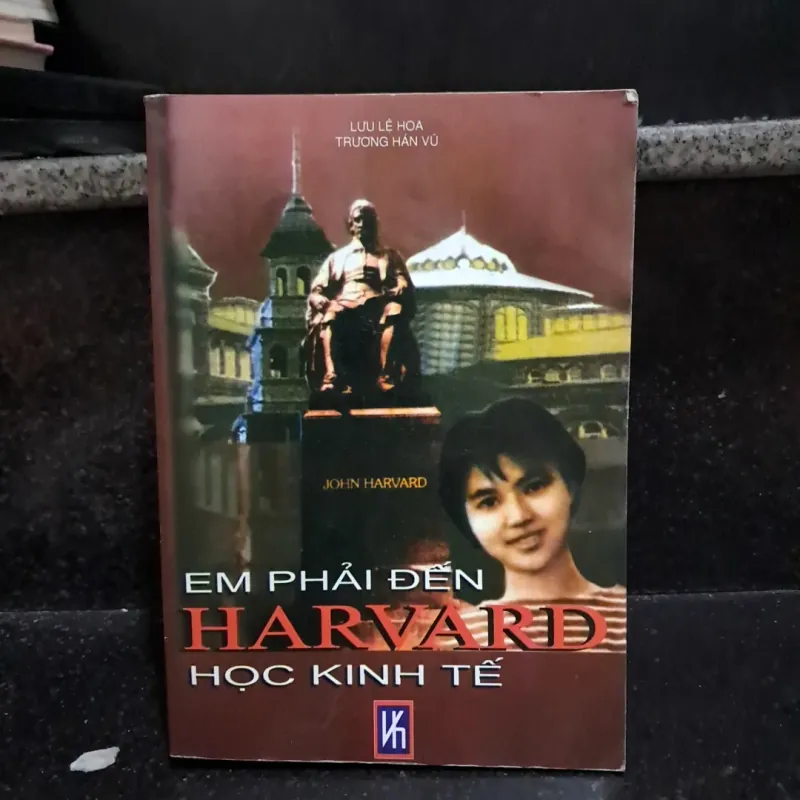 LƯU LỆ HOA
TRƯƠNG HÂN VŨ
JOHN HARVARD
EM PHẢI ĐẾN
HARVARD
HỌC KINH TẾ